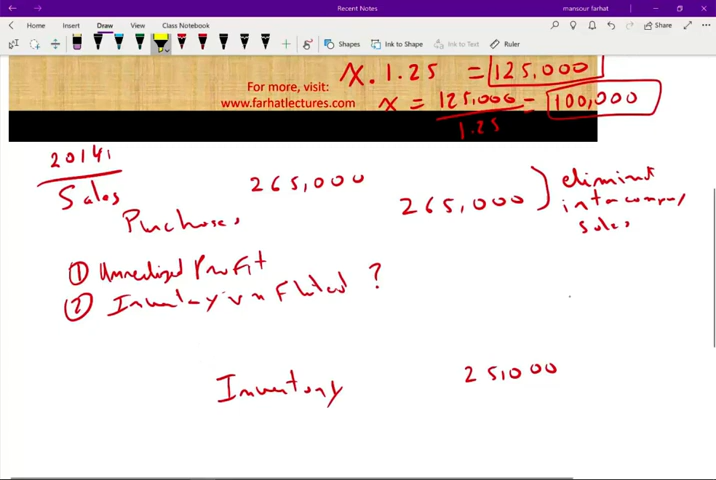 Recent Notes
mansour farhat
Home Insert Draw View Class Notebook Share
Shapes Ink to Shape Ink to Text Ruler
x . 1.25 = 125,000
For more, visit:
www.farhatlectures.com
x = 125,000 = 100,000
1.25
2014
Sales 265,000
Purchases 265,000
eliminate
intercompany
sales
① Unrealized Profit
② Inventory ?
Inventory 25,000